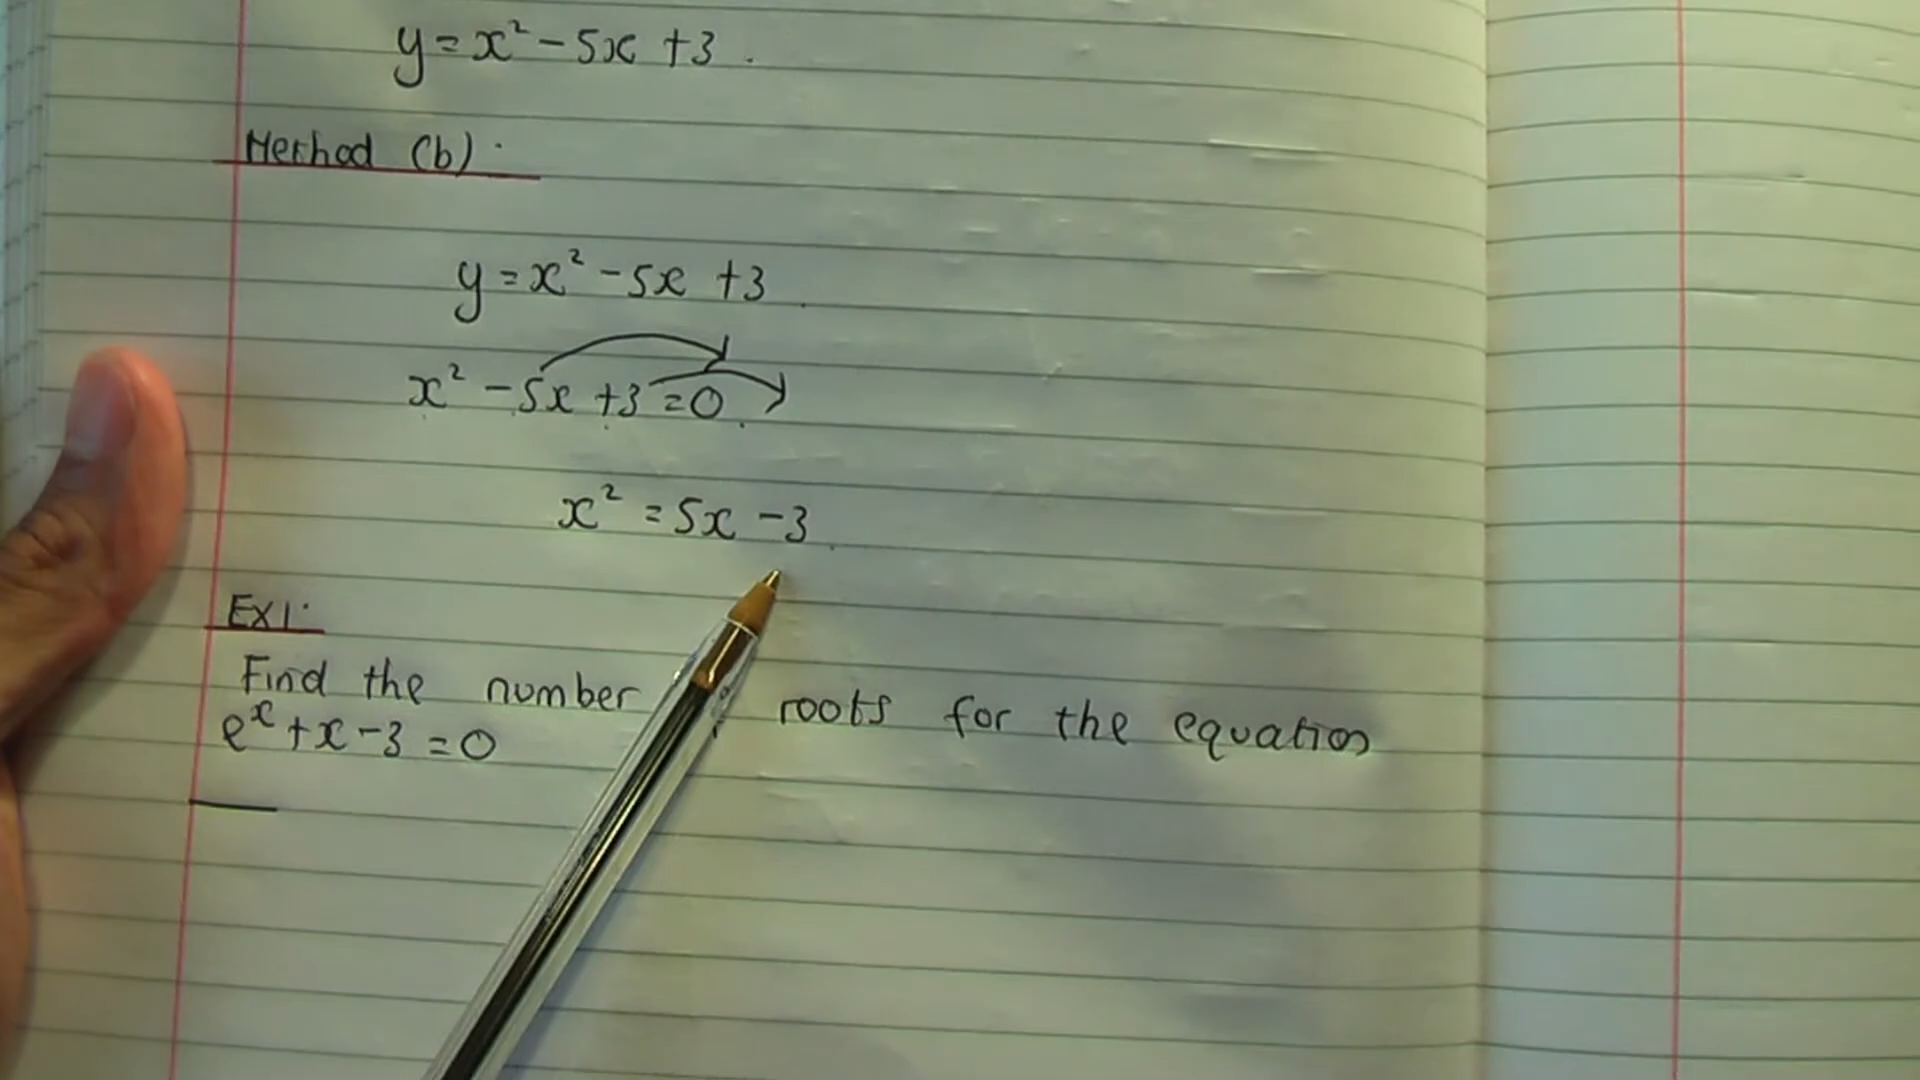 y = x² - 5x + 3.
Method (b).
y = x² - 5x + 3
x² - 5x + 3 = 0
x² = 5x - 3
EX1.
Find the number roots for the equation
e^x + x - 3 = 0